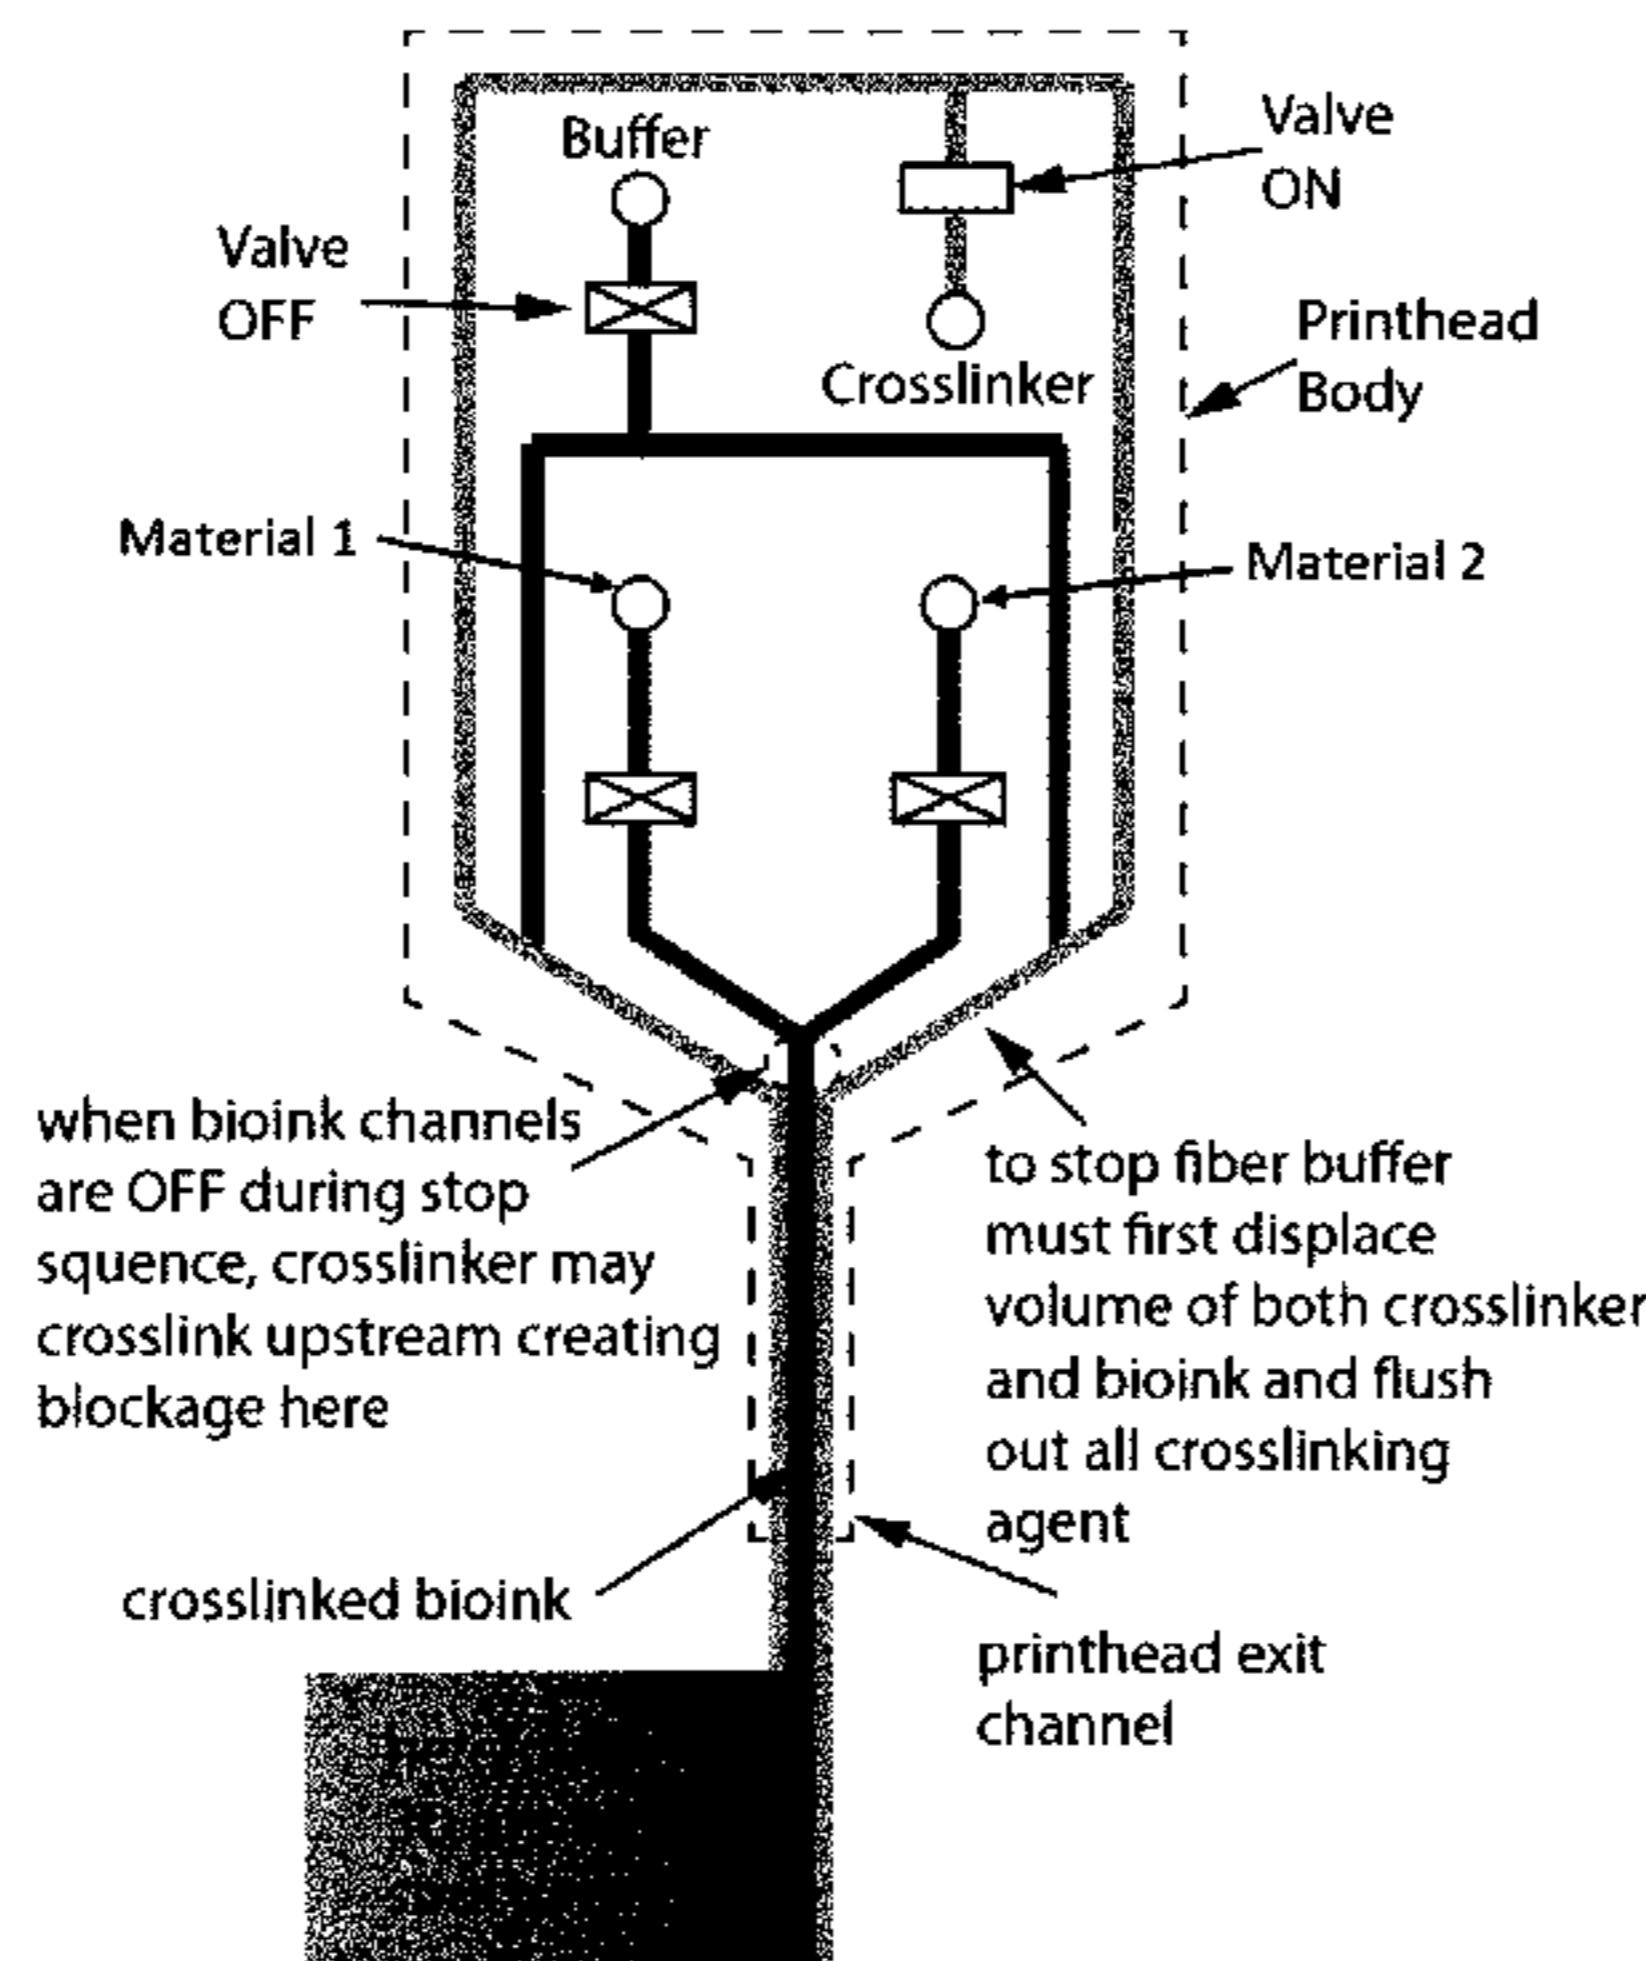 Buffer
Valve
ON
Valve
OFF
Crosslinker
Printhead
Body
Material 1
Material 2
when bioink channels
are OFF during stop
squence, crosslinker may
crosslink upstream creating
blockage here
to stop fiber buffer
must first displace
volume of both crosslinker
and bioink and flush
out all crosslinking
agent
crosslinked bioink
printhead exit
channel